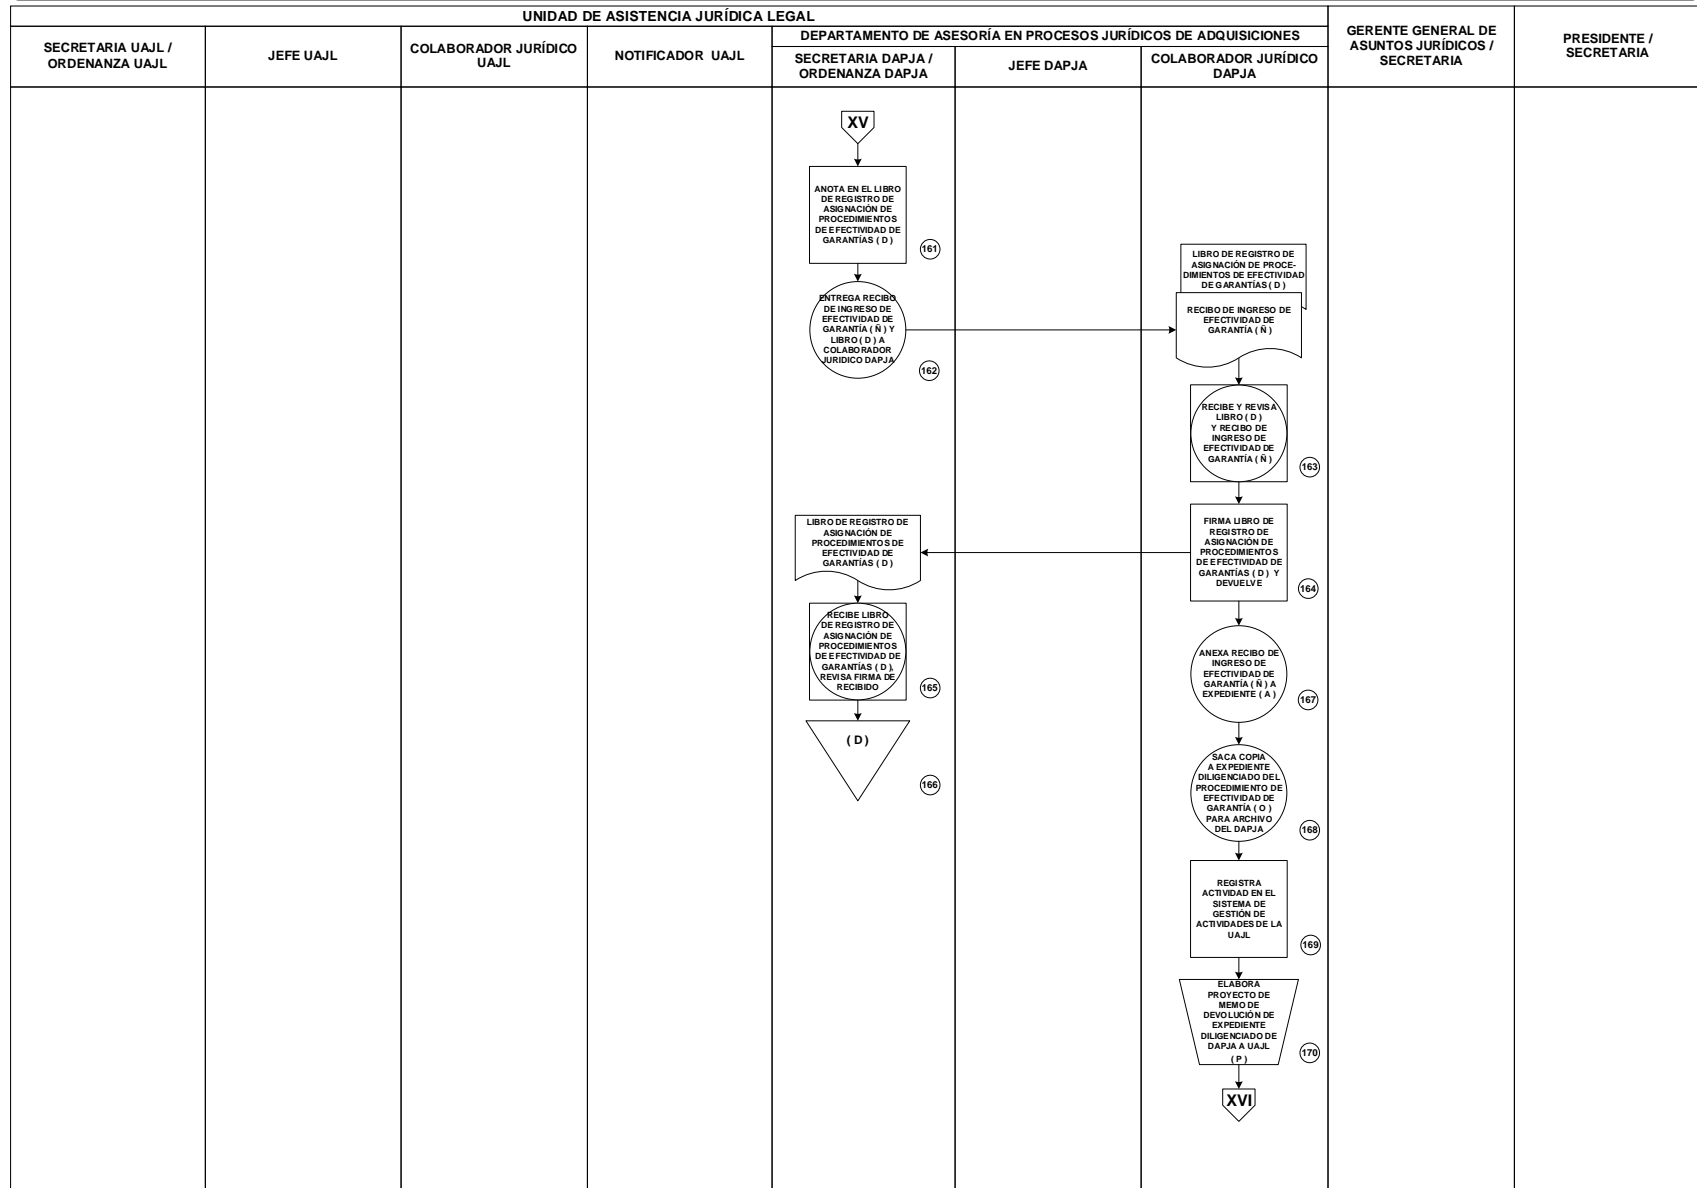 UNIDAD DE ASISTENCIA JURÍDICA LEGAL
SECRETARIA UAJL /
ORDENANZA UAJL
JEFE UAJL
COLABORADOR JURÍDICO
UAJL
NOTIFICADOR UAJL
DEPARTAMENTO DE ASESORÍA EN PROCESOS JURÍDICOS DE ADQUISICIONES
SECRETARIA DAPJA /
ORDENANZA DAPJA
JEFE DAPJA
COLABORADOR JURÍDICO
DAPJA
GERENTE GENERAL DE
ASUNTOS JURÍDICOS /
SECRETARIA
PRESIDENTE /
SECRETARIA
XV
ANOTA EN EL LIBRO
DE REGISTRO DE
ASIGNACIÓN DE
PROCEDIMIENTOS
DE EFECTIVIDAD DE
GARANTÍAS ( D )
161
ENTREGA RECIBO
DE INGRESO DE
EFECTIVIDAD DE
GARANTÍA ( Ñ ) Y
LIBRO ( D ) A
COLABORADOR
JURIDICO DAPJA
162
LIBRO DE REGISTRO DE
ASIGNACIÓN DE PROCE-
DIMIENTOS DE EFECTIVIDAD
DE GARANTÍAS ( D )
RECIBO DE INGRESO DE
EFECTIVIDAD DE
GARANTÍA ( Ñ )
RECIBE Y REVISA
LIBRO ( D )
Y RECIBO DE
INGRESO DE
EFECTIVIDAD DE
GARANTÍA ( Ñ )
163
FIRMA LIBRO DE
REGISTRO DE
ASIGNACIÓN DE
PROCEDIMIENTOS
DE EFECTIVIDAD DE
GARANTÍAS ( D ) Y
DEVUELVE
164
LIBRO DE REGISTRO DE
ASIGNACIÓN DE
PROCEDIMIENTOS DE
EFECTIVIDAD DE
GARANTÍAS ( D )
RECIBE LIBRO
DE REGISTRO DE
ASIGNACIÓN DE
PROCEDIMIENTOS
DE EFECTIVIDAD DE
GARANTÍAS ( D ),
REVISA FIRMA DE
RECIBIDO
165
( D )
166
ANEXA RECIBO DE
INGRESO DE
EFECTIVIDAD DE
GARANTÍA ( Ñ ) A
EXPEDIENTE ( A )
167
SACA COPIA
A EXPEDIENTE
DILIGENCIADO DEL
PROCEDIMIENTO DE
EFECTIVIDAD DE
GARANTÍA ( O )
PARA ARCHIVO
DEL DAPJA
168
REGISTRA
ACTIVIDAD EN EL
SISTEMA DE
GESTIÓN DE
ACTIVIDADES DE LA
UAJL
169
ELABORA
PROYECTO DE
MEMO DE
DEVOLUCIÓN DE
EXPEDIENTE
DILIGENCIADO DE
DAPJA A UAJL
( P )
170
XVI